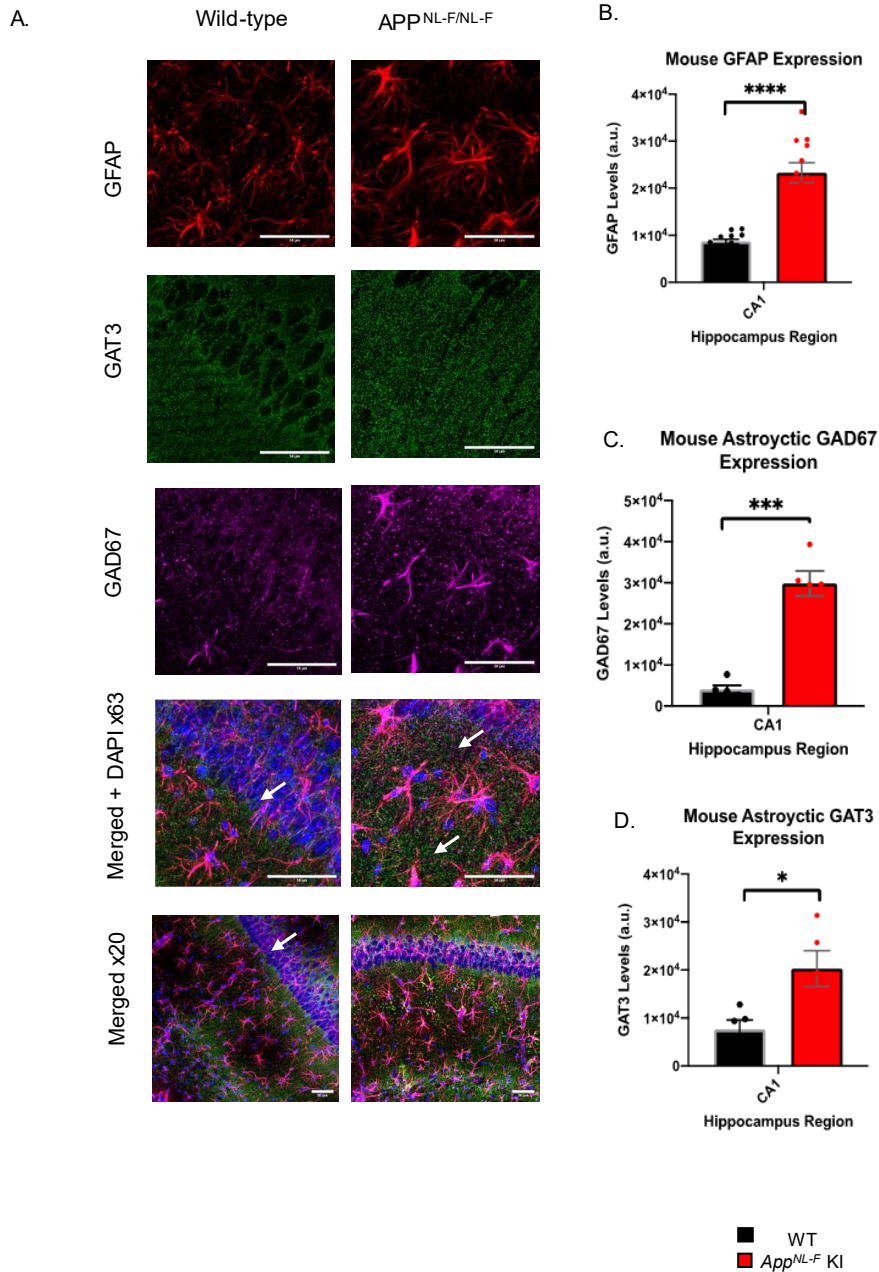 A.
Wild-type
APP NL-F/NL-F
GFAP
GAT3
GAD67
Merged + DAPI x63
Merged x20
B.
Mouse GFAP Expression
****
GFAP Levels (a.u.)
4×10⁴
3×10⁴
2×10⁴
1×10⁴
0
CA1
Hippocampus Region
C.
Mouse Astroyctic GAD67
Expression
***
GAD67 Levels (a.u.)
5×10⁴
4×10⁴
3×10⁴
2×10⁴
1×10⁴
0
CA1
Hippocampus Region
D.
Mouse Astroyctic GAT3
Expression
*
GAT3 Levels (a.u.)
4×10⁴
3×10⁴
2×10⁴
1×10⁴
0
CA1
Hippocampus Region
WT
App NL-F KI